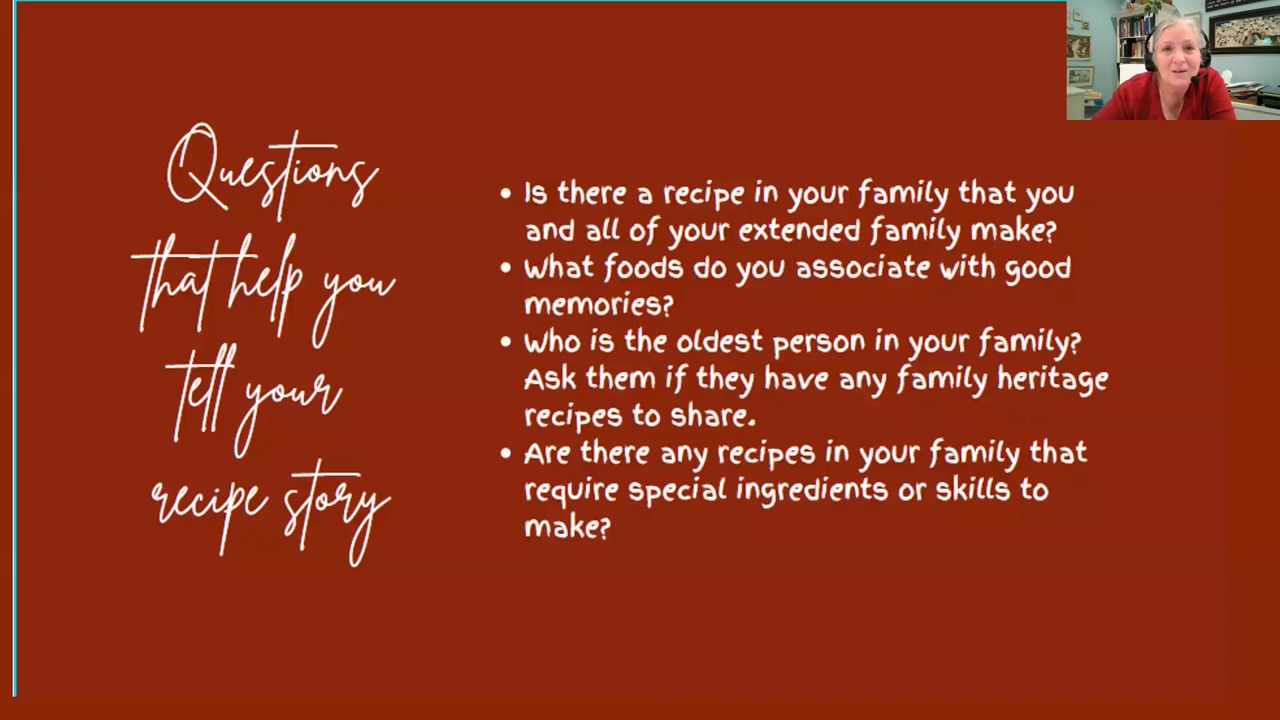 Questions
that help you
tell your
recipe story
• Is there a recipe in your family that you
and all of your extended family make?
• What foods do you associate with good
memories?
• Who is the oldest person in your family?
Ask them if they have any family heritage
recipes to share.
• Are there any recipes in your family that
require special ingredients or skills to
make?